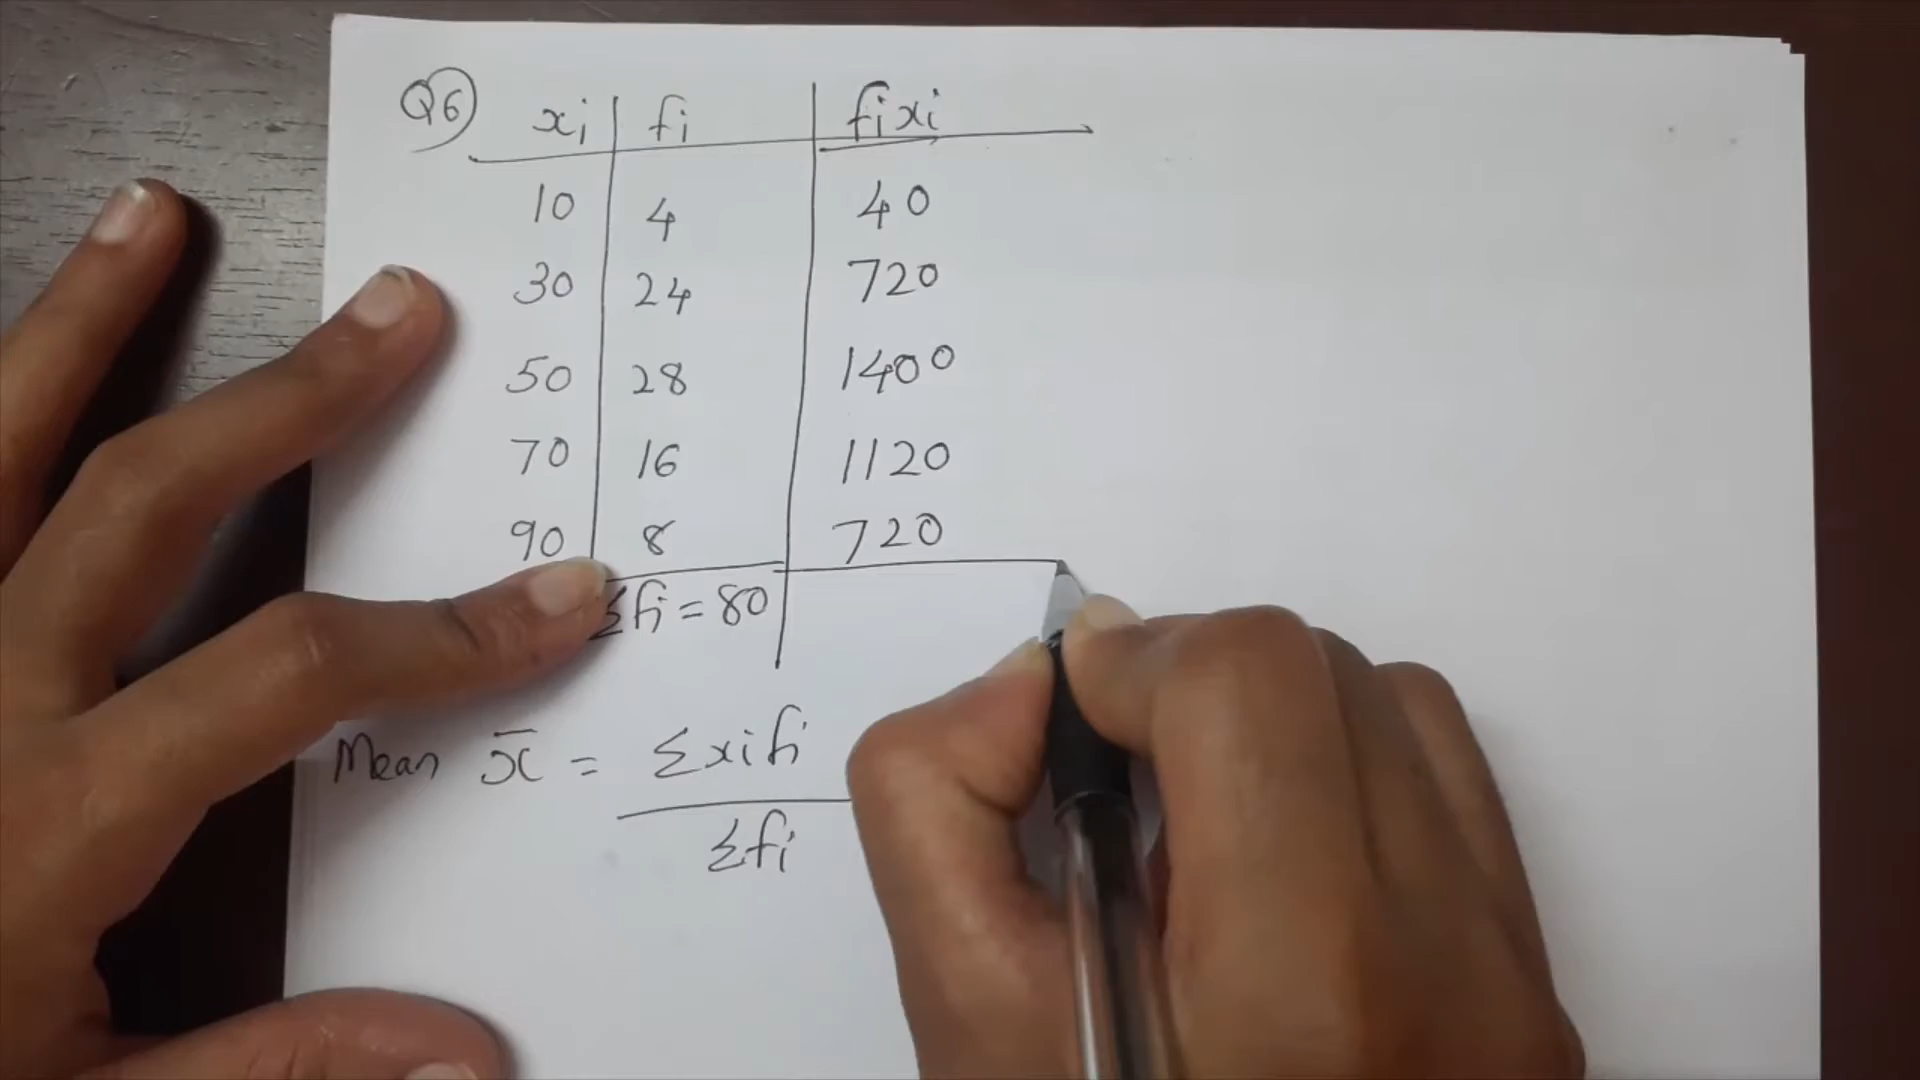 Q6 xi fi fixi
10 4 40
30 24 720
50 28 1400
70 16 1120
90 8 720
Σfi = 80
Mean x̄ = Σxifi
Σfi